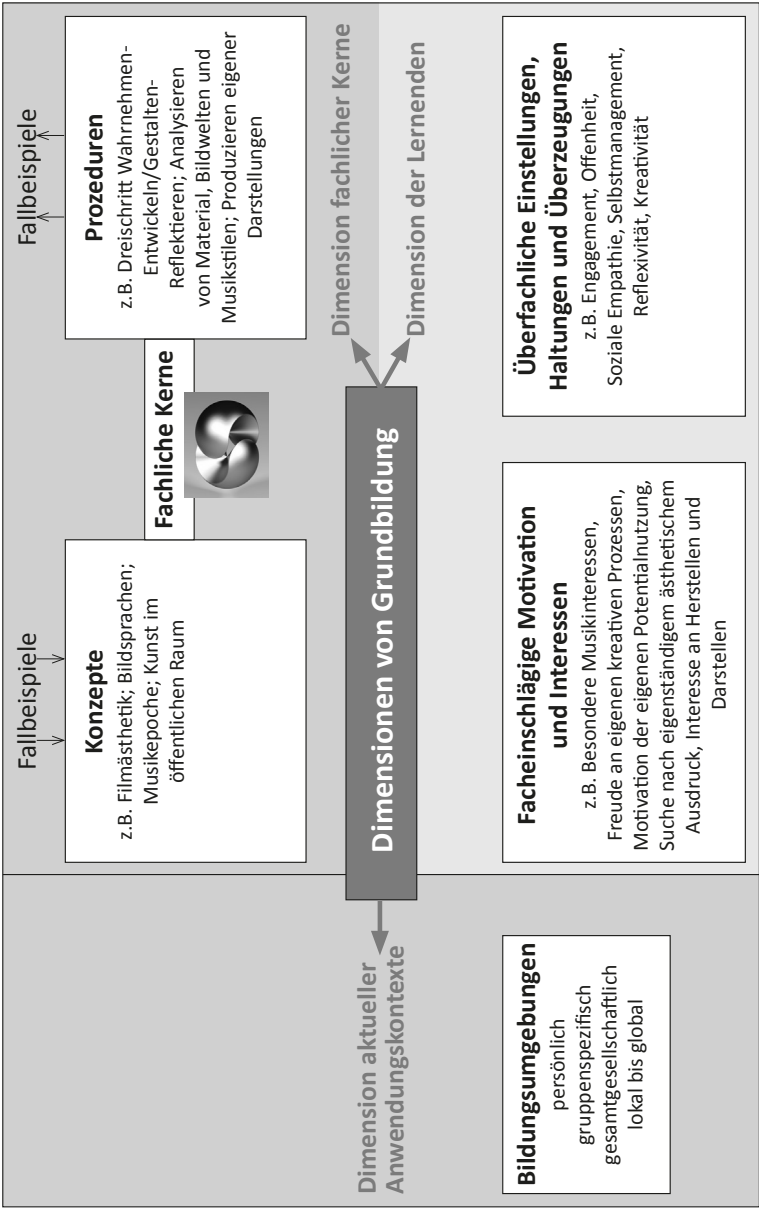 Fallbeispiele
Konzepte
z.B. Filmästhetik; Bildsprachen;
Musikepoche; Kunst im
öffentlichen Raum
Fachliche Kerne
Fallbeispiele
Prozeduren
z.B. Dreischritt Wahrnehmen-
Entwickeln/Gestalten-
Reflektieren; Analysieren
von Material, Bildwelten und
Musikstilen; Produzieren eigener
Darstellungen
Dimension aktueller
Anwendungskontexte
Dimensionen von Grundbildung
Dimension fachlicher Kerne
Dimension der Lernenden
Bildungsumgebungen
persönlich
gruppenspezifisch
gesamtgesellschaftlich
lokal bis global
Facheinschlägige Motivation
und Interessen
z.B. Besondere Musikinteressen,
Freude an eigenen kreativen Prozessen,
Motivation der eigenen Potentialnutzung,
Suche nach eigenständigem ästhetischem
Ausdruck, Interesse an Herstellen und
Darstellen
Überfachliche Einstellungen,
Haltungen und Überzeugungen
z.B. Engagement, Offenheit,
Soziale Empathie, Selbstmanagement,
Reflexivität, Kreativität